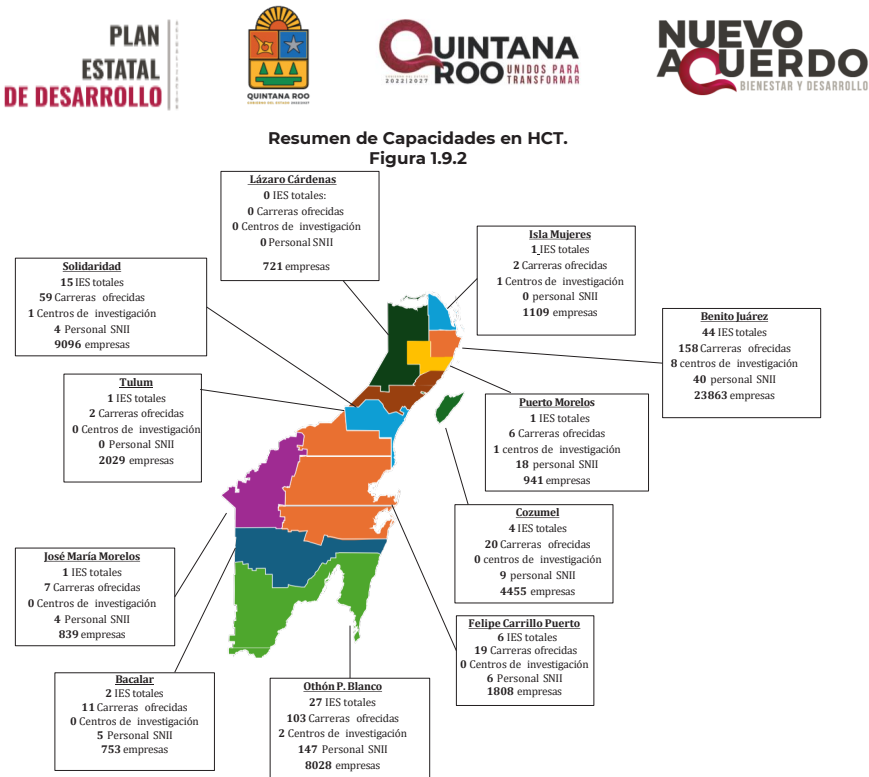 PLAN
ESTATAL
DE DESARROLLO
QUINTANA ROO
QUINTANA
ROO
2022|2027
UNIDOS PARA
TRANSFORMAR
NUEVO
ACUERDO
BIENESTAR Y DESARROLLO
Resumen de Capacidades en HCT.
Figura 1.9.2
Lázaro Cárdenas
0 IES totales:
0 Carreras ofrecidas
0 Centros de investigación
0 Personal SNII
721 empresas
Isla Mujeres
1 IES totales
2 Carreras ofrecidas
1 Centros de investigación
0 personal SNII
1109 empresas
Solidaridad
15 IES totales
59 Carreras ofrecidas
1 Centros de investigación
4 Personal SNII
9096 empresas
Benito Juárez
44 IES totales
158 Carreras ofrecidas
8 centros de investigación
40 personal SNII
23863 empresas
Tulum
1 IES totales
2 Carreras ofrecidas
0 Centros de investigación
0 Personal SNII
2029 empresas
Puerto Morelos
1 IES totales
6 Carreras ofrecidas
1 centros de investigación
18 personal SNII
941 empresas
Cozumel
4 IES totales
20 Carreras ofrecidas
0 centros de investigación
9 personal SNII
4455 empresas
José María Morelos
1 IES totales
7 Carreras ofrecidas
0 Centros de investigación
4 Personal SNII
839 empresas
Felipe Carrillo Puerto
6 IES totales
19 Carreras ofrecidas
0 Centros de investigación
6 Personal SNII
1808 empresas
Bacalar
2 IES totales
11 Carreras ofrecidas
0 Centros de investigación
5 Personal SNII
753 empresas
Othón P. Blanco
27 IES totales
103 Carreras ofrecidas
2 Centros de investigación
147 Personal SNII
8028 empresas